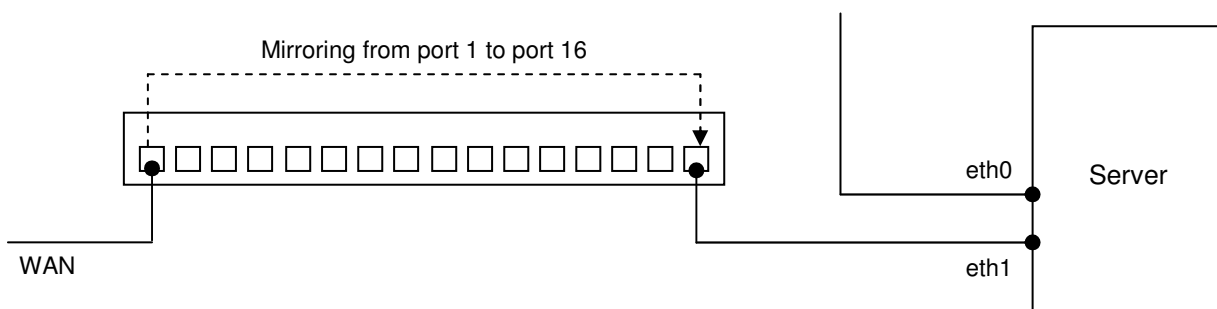 Mirroring from port 1 to port 16
eth0
Server
WAN
eth1